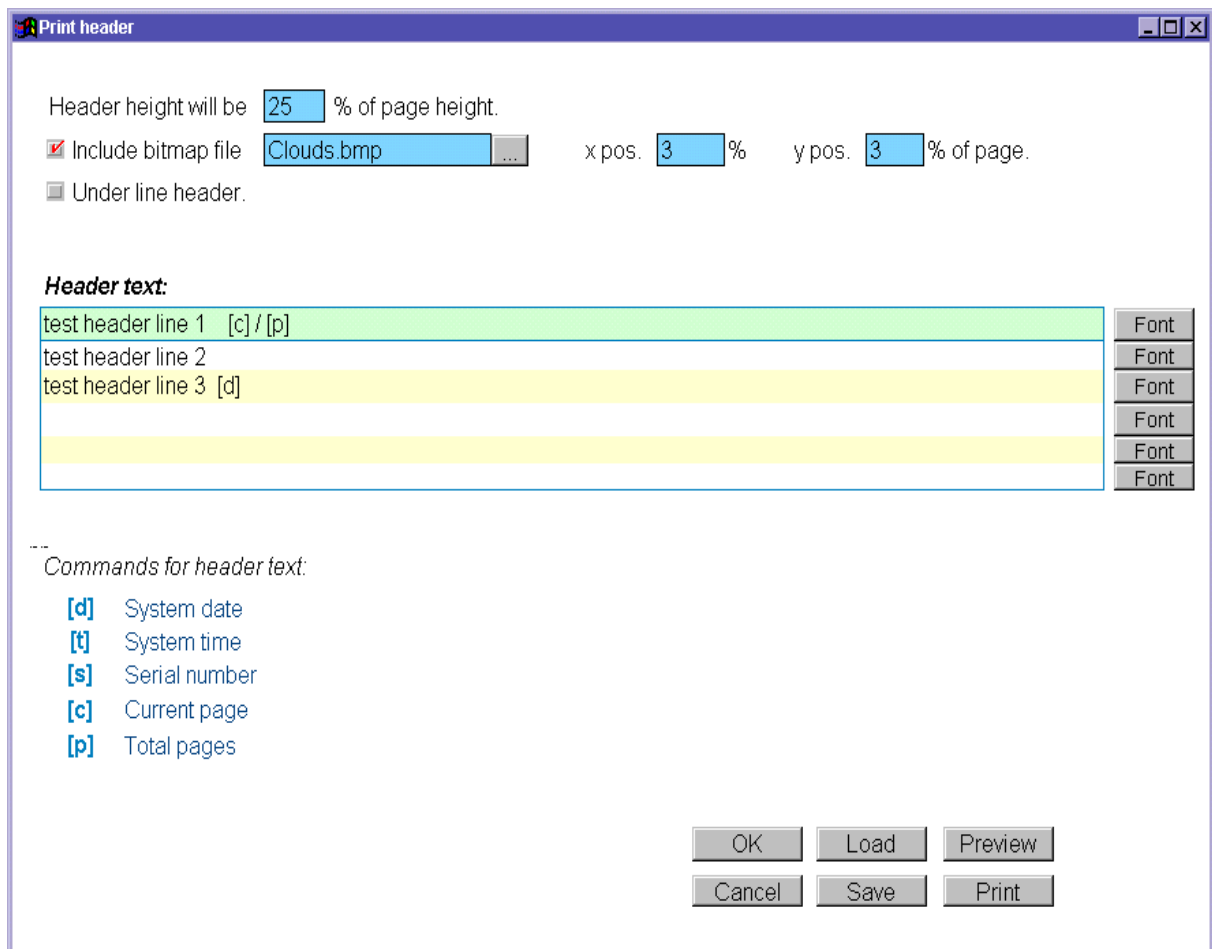 Print header
Header height will be 25 % of page height.
Include bitmap file Clouds.bmp ... x pos. 3 % y pos. 3 % of page.
Under line header.
Header text:
test header line 1 [c] / [p] Font
test header line 2 Font
test header line 3 [d] Font
Font
Font
Font
Commands for header text:
[d] System date
[t] System time
[s] Serial number
[c] Current page
[p] Total pages
OK Load Preview
Cancel Save Print